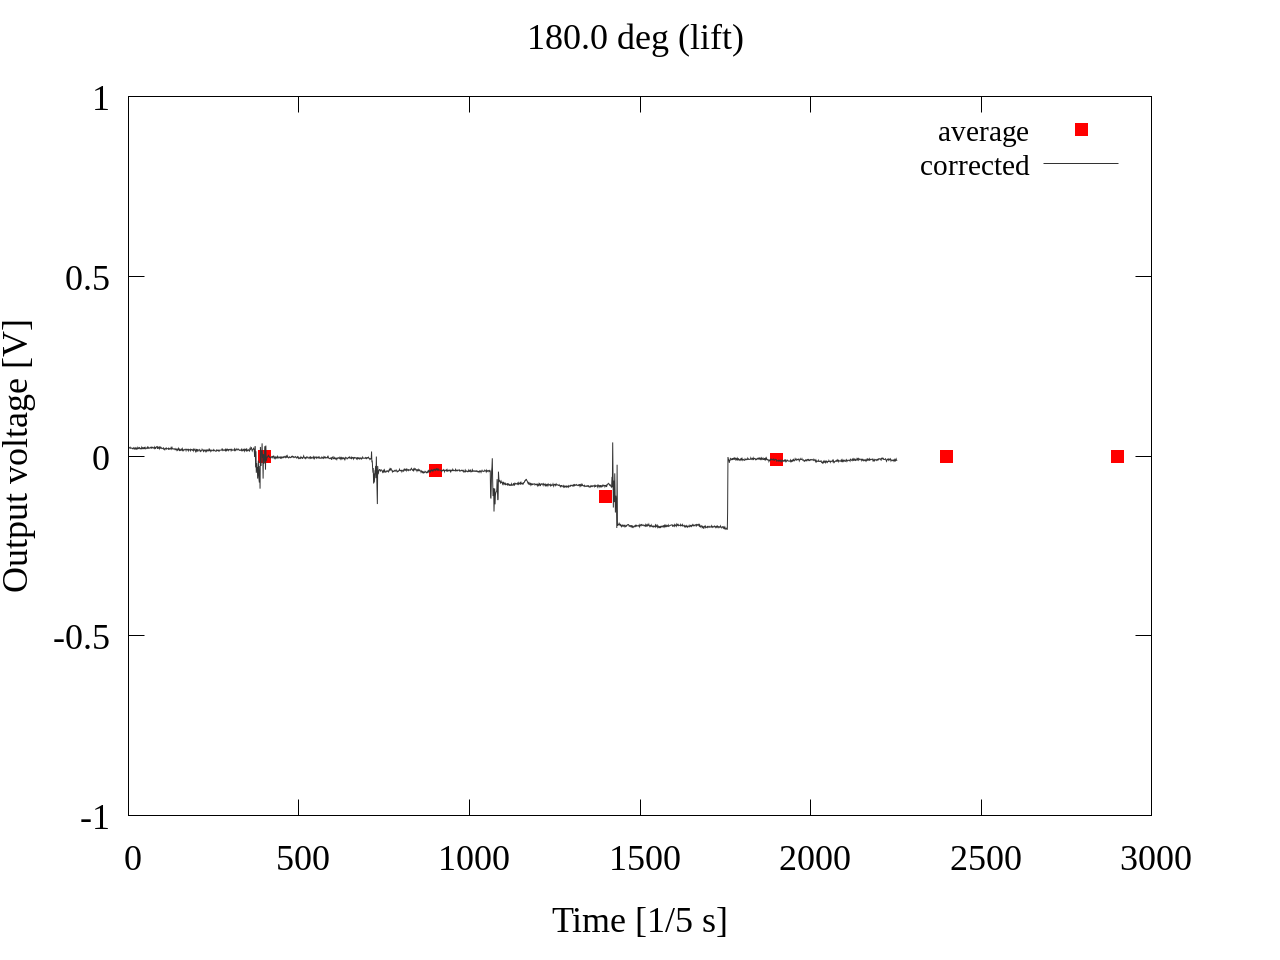 180.0 deg (lift)
1
0.5
0
-0.5
-1
Output voltage [V]
average
corrected
0 500 1000 1500 2000 2500 3000
Time [1/5 s]